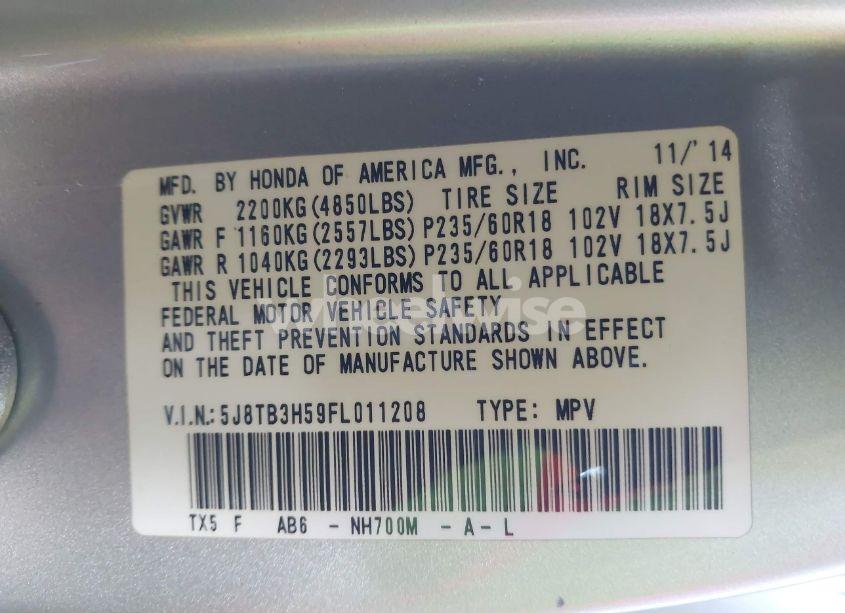 MFD. BY HONDA OF AMERICA MFG., INC. 11/'14
GVWR 2200KG(4850LBS) TIRE SIZE RIM SIZE
GAWR F 1160KG(2557LBS) P235/60R18 102V 18X7.5J
GAWR R 1040KG(2293LBS) P235/60R18 102V 18X7.5J
THIS VEHICLE CONFORMS TO ALL APPLICABLE
FEDERAL MOTOR VEHICLE SAFETY
AND THEFT PREVENTION STANDARDS IN EFFECT
ON THE DATE OF MANUFACTURE SHOWN ABOVE.
wheelwise
V.I.N.: 5J8TB3H59FL011208 TYPE: MPV
TX5 F AB6 - NH700M - A - L